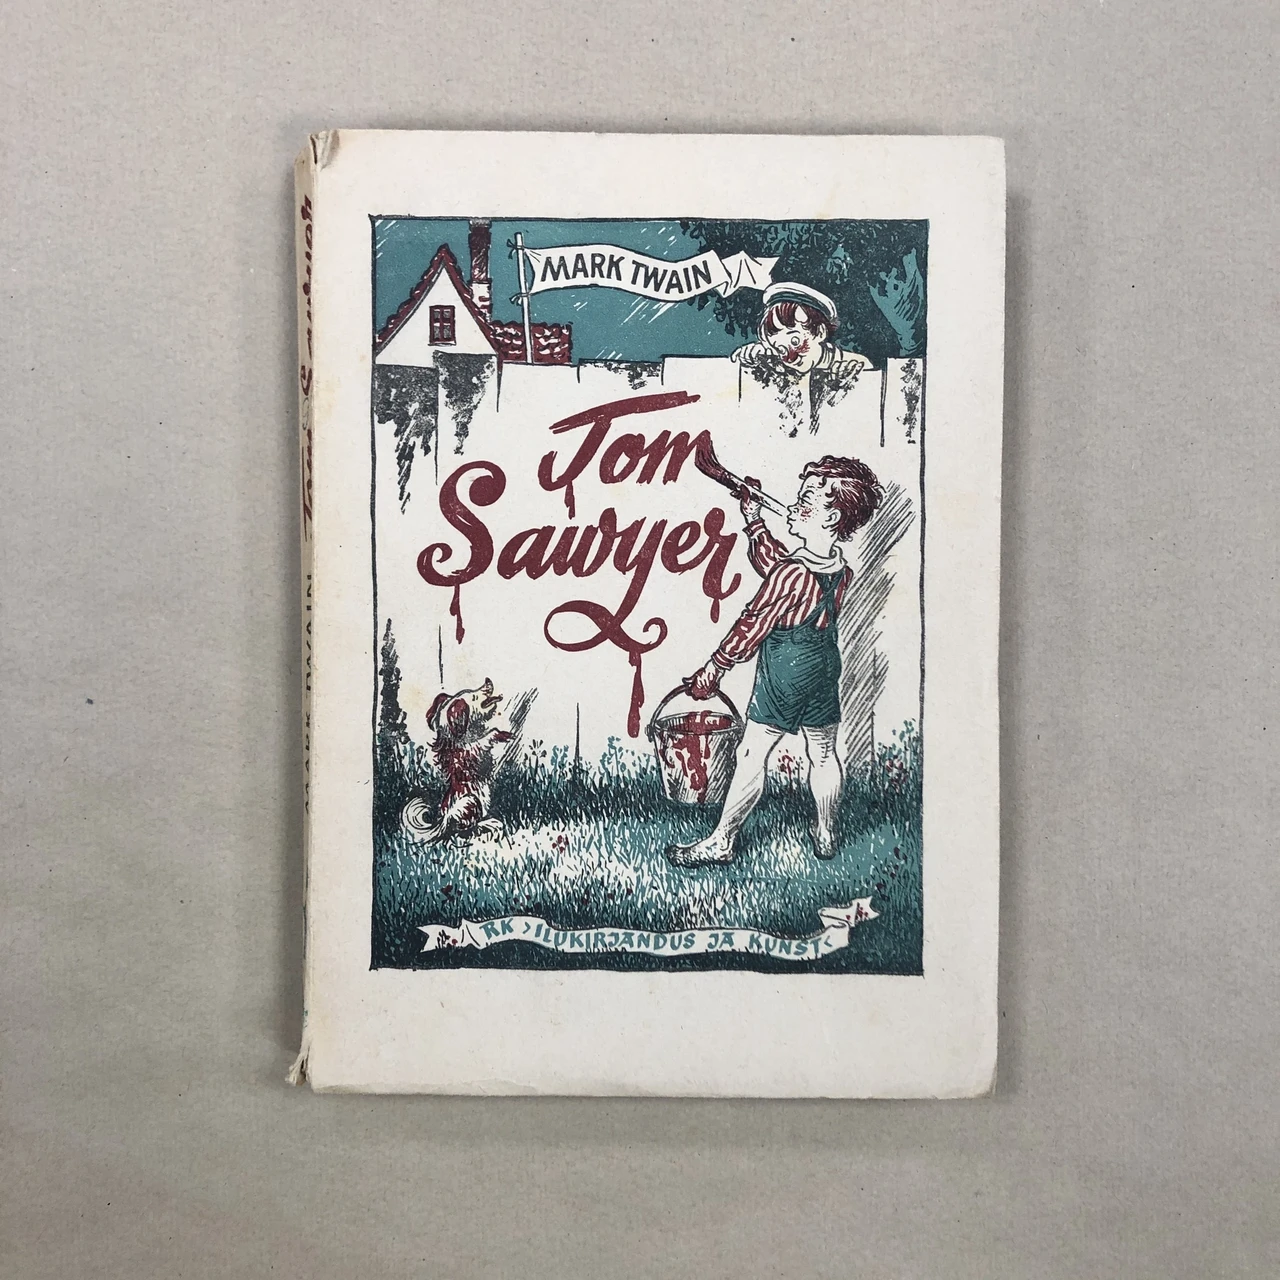 MARK TWAIN
Tom
Sawyer
RK >ILUKIRJANDUS JA KUNST<
MARK TWAIN Tom Sawyer